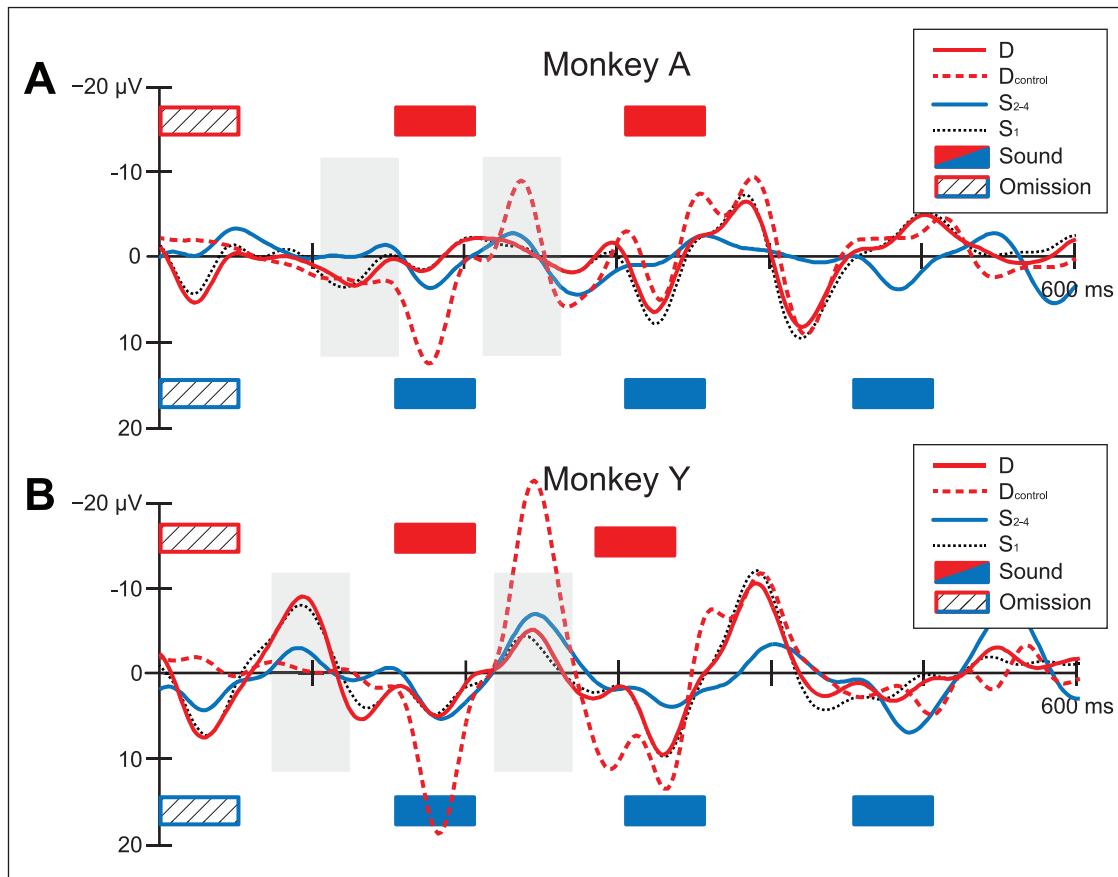 A
Monkey A
−20 µV
-10
0
10
20
600 ms
D
Dcontrol
S2-4
S1
Sound
Omission
B
Monkey Y
−20 µV
-10
0
10
20
600 ms
D
Dcontrol
S2-4
S1
Sound
Omission